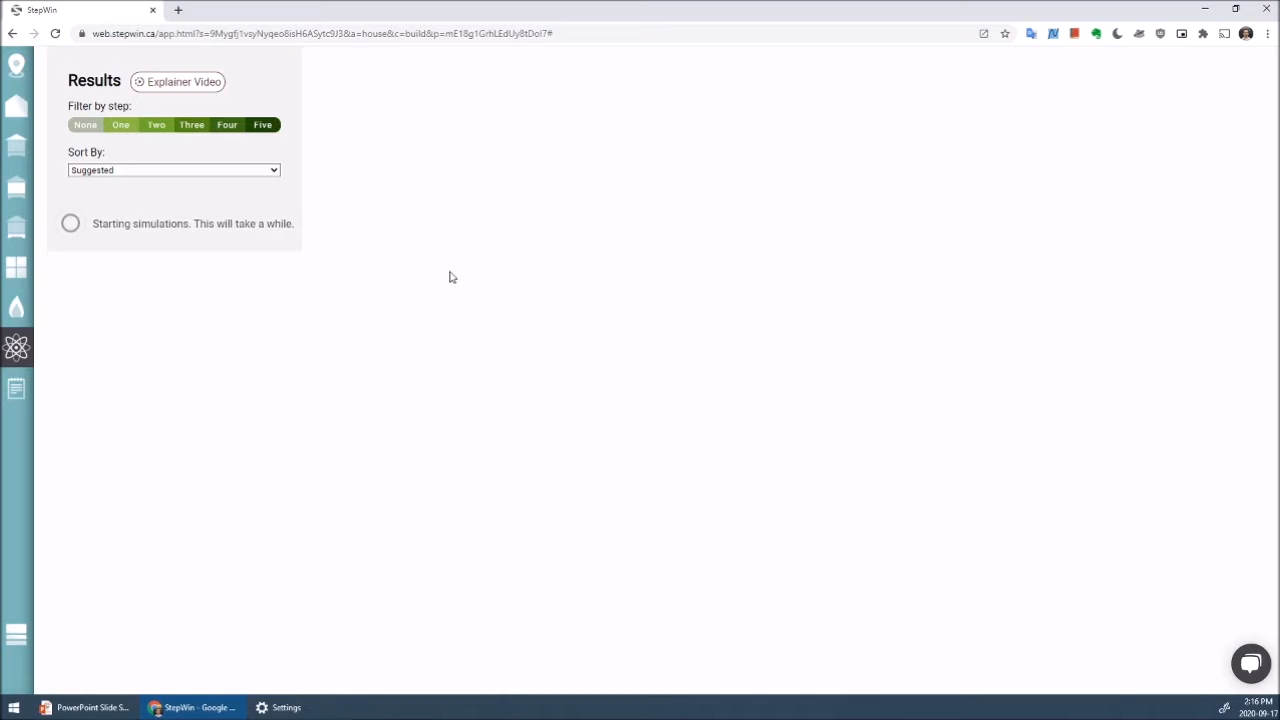 StepWin
web.stepwin.ca/app.html?s=9Mygfj1vsyNyqeo8isH6ASytc9J3&a=house&c=build&p=mE18g1GrhLEdUy8tDoI7#
Results
Explainer Video
Filter by step:
None One Two Three Four Five
Sort By:
Suggested
Starting simulations. This will take a while.
PowerPoint Slide S...
StepWin - Google ...
Settings
2:16 PM
2020-09-17